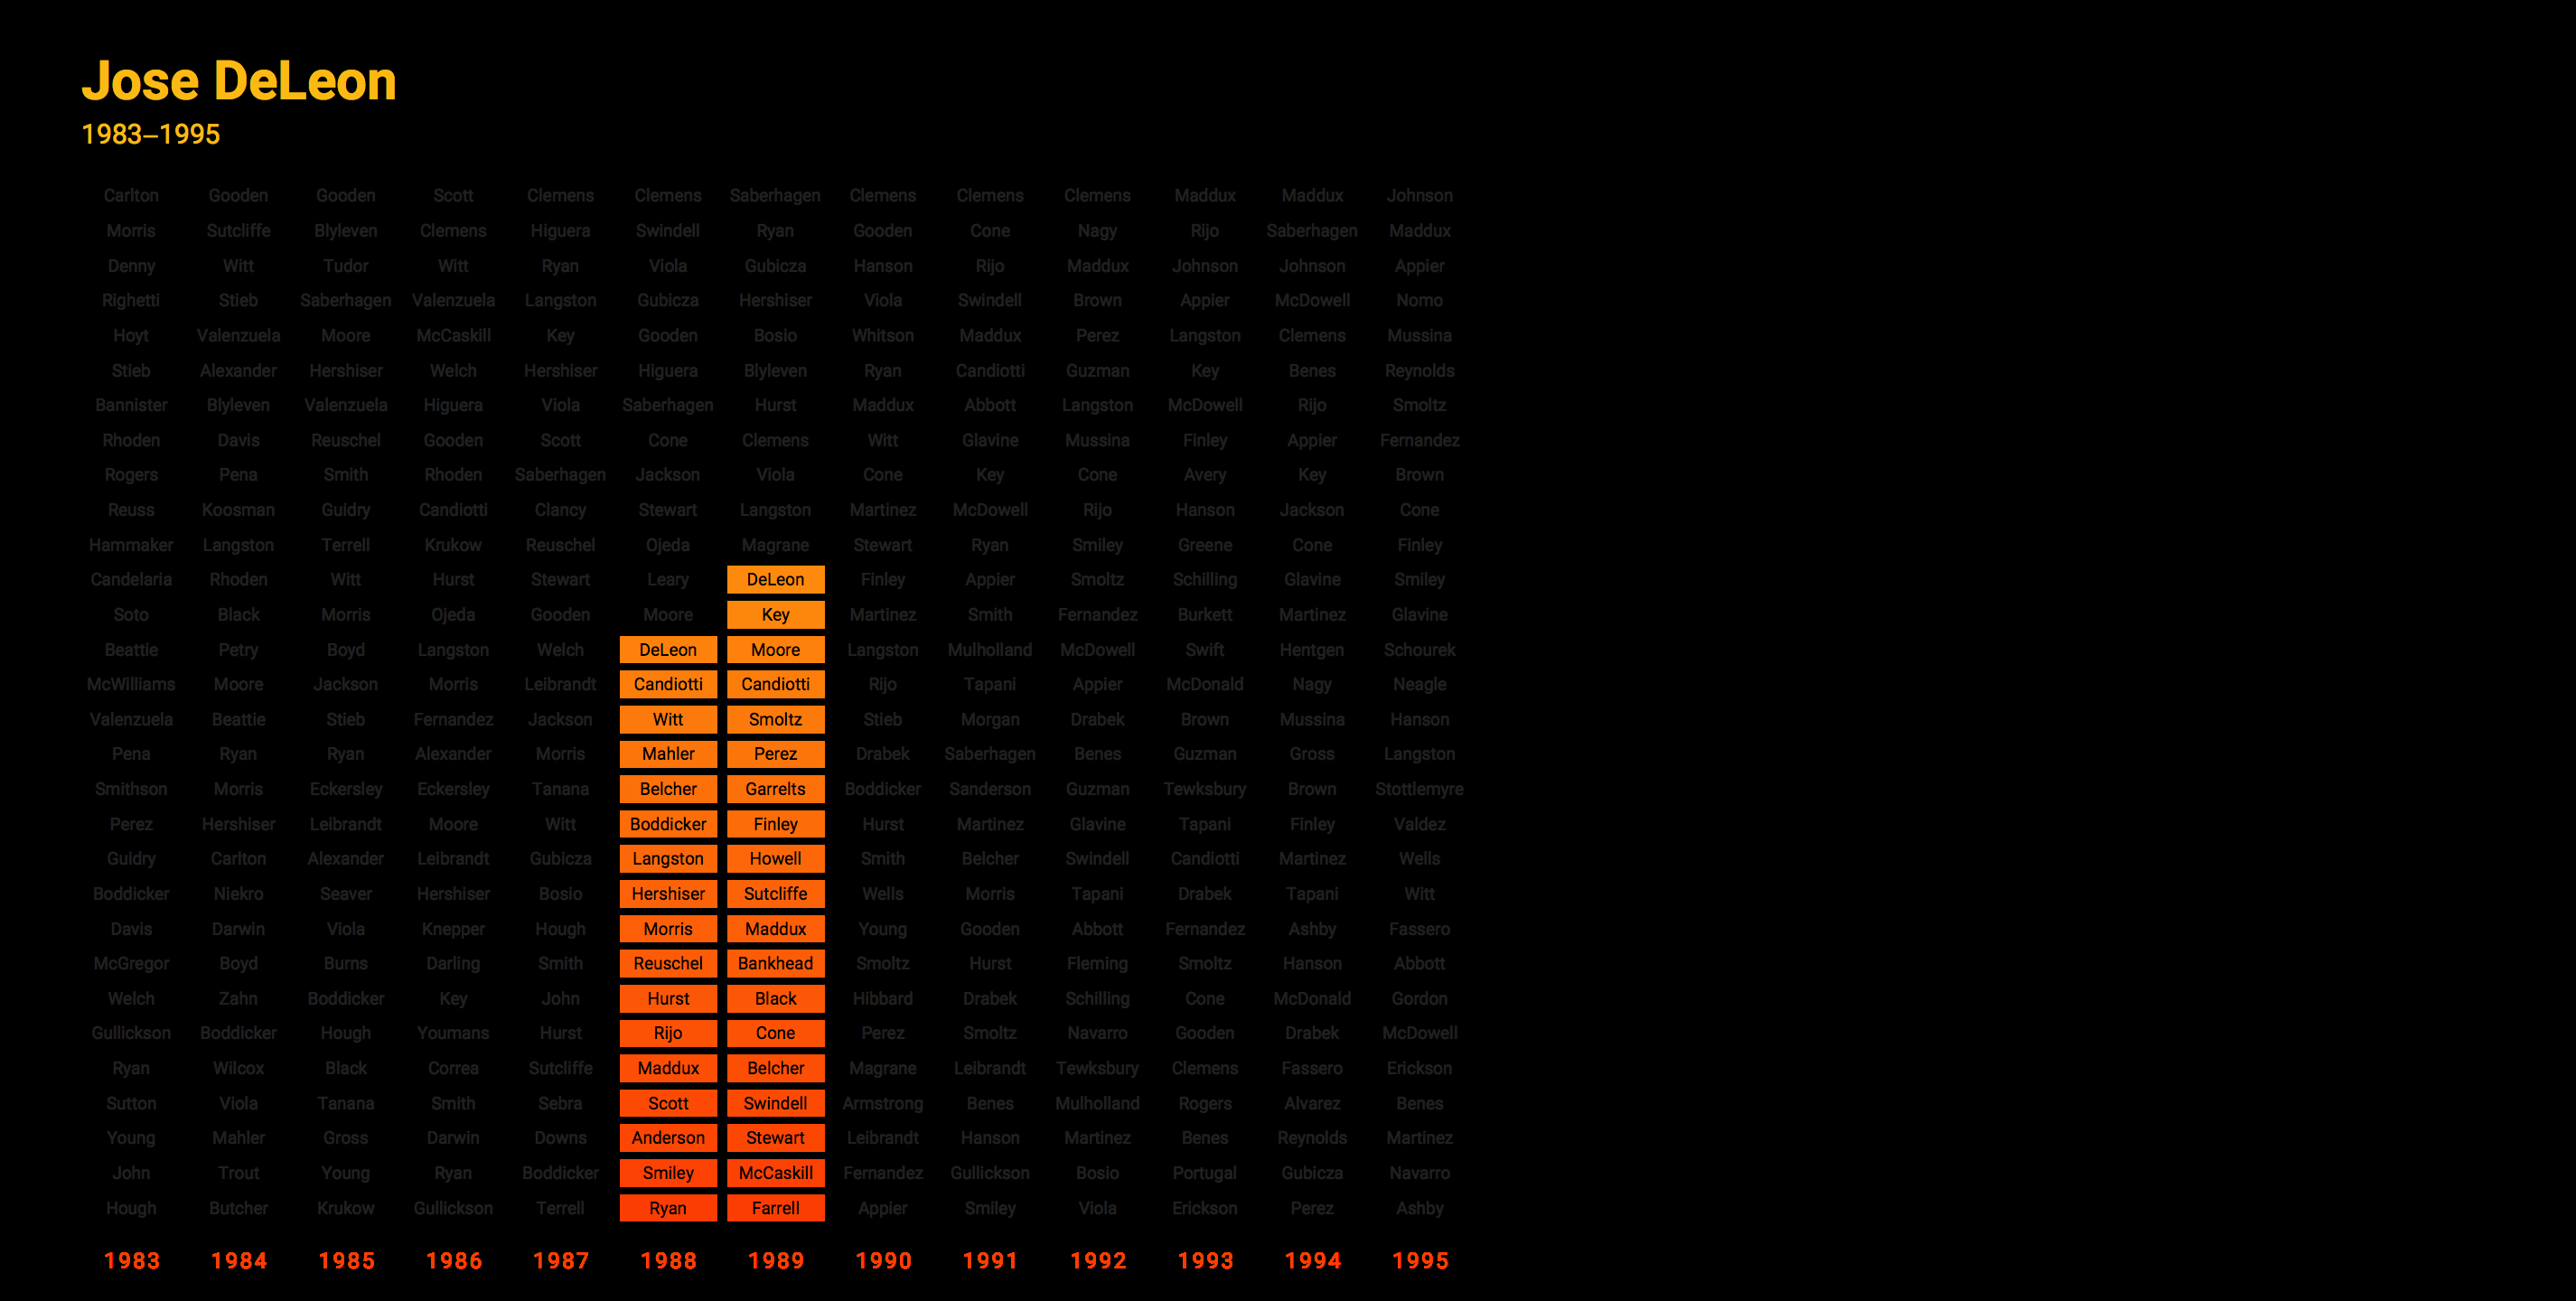 Jose DeLeon
1983–1995
Carlton Gooden Gooden Scott Clemens Clemens Saberhagen Clemens Clemens Clemens Maddux Maddux Johnson
Morris Sutcliffe Blyleven Clemens Higuera Swindell Ryan Gooden Cone Nagy Rijo Saberhagen Maddux
Denny Witt Tudor Witt Ryan Viola Gubicza Hanson Rijo Maddux Johnson Johnson Appier
Righetti Stieb Saberhagen Valenzuela Langston Gubicza Hershiser Viola Swindell Brown Appier McDowell Nomo
Hoyt Valenzuela Moore McCaskill Key Gooden Bosio Whitson Maddux Perez Langston Clemens Mussina
Stieb Alexander Hershiser Welch Hershiser Higuera Blyleven Ryan Candiotti Guzman Key Benes Reynolds
Bannister Blyleven Valenzuela Higuera Viola Saberhagen Hurst Maddux Abbott Langston McDowell Rijo Smoltz
Rhoden Davis Reuschel Gooden Scott Cone Clemens Witt Glavine Mussina Finley Appier Fernandez
Rogers Pena Smith Rhoden Saberhagen Jackson Viola Cone Key Cone Avery Key Brown
Reuss Koosman Guidry Candiotti Clancy Stewart Langston Martinez McDowell Rijo Hanson Jackson Cone
Hammaker Langston Terrell Krukow Reuschel Ojeda Magrane Stewart Ryan Smiley Greene Cone Finley
Candelaria Rhoden Witt Hurst Stewart Leary DeLeon Finley Appier Smoltz Schilling Glavine Smiley
Soto Black Morris Ojeda Gooden Moore Key Martinez Smith Fernandez Burkett Martinez Glavine
Beattie Petry Boyd Langston Welch DeLeon Moore Langston Mulholland McDowell Swift Hentgen Schourek
McWilliams Moore Jackson Morris Leibrandt Candiotti Candiotti Rijo Tapani Appier McDonald Nagy Neagle
Valenzuela Beattie Stieb Fernandez Jackson Witt Smoltz Stieb Morgan Drabek Brown Mussina Hanson
Pena Ryan Ryan Alexander Morris Mahler Perez Drabek Saberhagen Benes Guzman Gross Langston
Smithson Morris Eckersley Eckersley Tanana Belcher Garrelts Boddicker Sanderson Guzman Tewksbury Brown Stottlemyre
Perez Hershiser Leibrandt Moore Witt Boddicker Finley Hurst Martinez Glavine Tapani Finley Valdez
Guidry Carlton Alexander Leibrandt Gubicza Langston Howell Smith Belcher Swindell Candiotti Martinez Wells
Boddicker Niekro Seaver Hershiser Bosio Hershiser Sutcliffe Wells Morris Tapani Drabek Tapani Witt
Davis Darwin Viola Knepper Hough Morris Maddux Young Gooden Abbott Fernandez Ashby Fassero
McGregor Boyd Burns Darling Smith Reuschel Bankhead Smoltz Hurst Fleming Smoltz Hanson Abbott
Welch Zahn Boddicker Key John Hurst Black Hibbard Drabek Schilling Cone McDonald Gordon
Gullickson Boddicker Hough Youmans Hurst Rijo Cone Perez Smoltz Navarro Gooden Drabek McDowell
Ryan Wilcox Black Correa Sutcliffe Maddux Belcher Magrane Leibrandt Tewksbury Clemens Fassero Erickson
Sutton Viola Tanana Smith Sebra Scott Swindell Armstrong Benes Mulholland Rogers Alvarez Benes
Young Mahler Gross Darwin Downs Anderson Stewart Leibrandt Hanson Martinez Benes Reynolds Martinez
John Trout Young Ryan Boddicker Smiley McCaskill Fernandez Gullickson Bosio Portugal Gubicza Navarro
Hough Butcher Krukow Gullickson Terrell Ryan Farrell Appier Smiley Viola Erickson Perez Ashby
1983 1984 1985 1986 1987 1988 1989 1990 1991 1992 1993 1994 1995